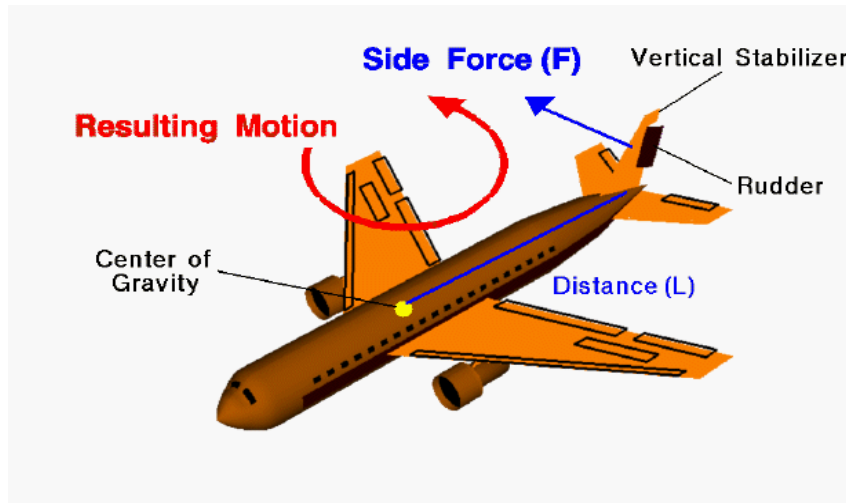 Side Force (F)
Vertical Stabilizer
Resulting Motion
Rudder
Center of
Gravity
Distance (L)